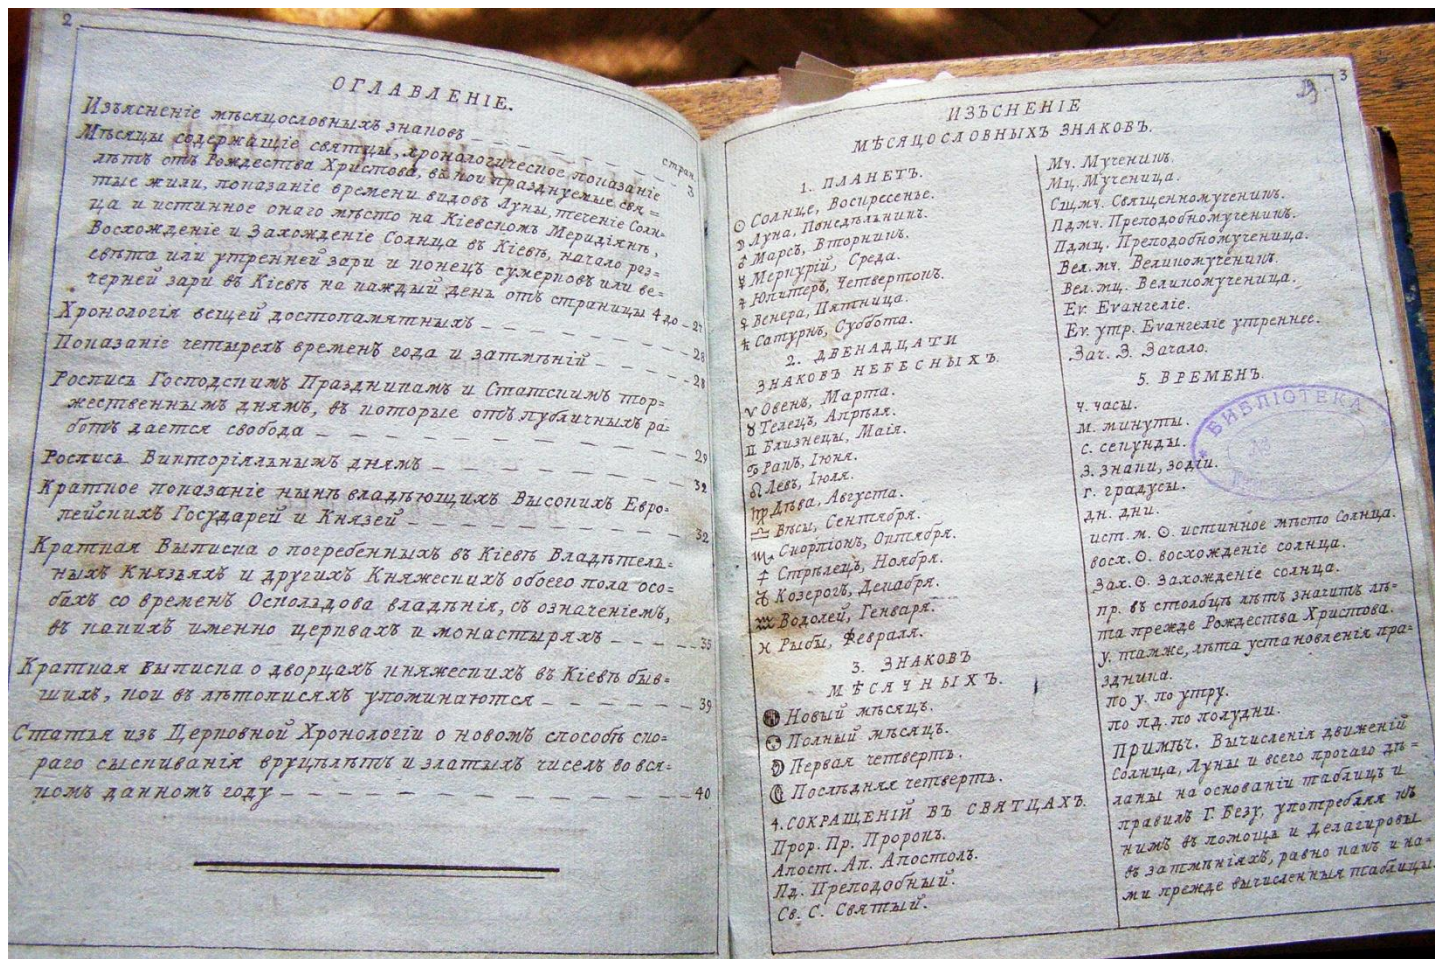 2
ОГЛАВЛЕНІЕ.
стран.
Изъясненіе мѣсяцословныхъ знаковъ 3
Мѣсяцы содержащіе святцы, хронологическое показаніе
лѣтъ отъ Рождества Христова, въ кои празднуемые свя=
тые жили, показаніе времени видовъ Луны, теченіе Солн=
ца и истинное онаго мѣсто на Кіевскомъ Меридіянѣ,
Восхожденіе и Захожденіе Солнца въ Кіевѣ, начало раз=
свѣта или утренней зари и конецъ сумерковъ или ве=
черней зари въ Кіевѣ на каждый день отъ страницы 4 до 27
Хронологія вещей достопамятныхъ 28
Показаніе четырехъ временъ года и затмѣній 28
Роспись Господскимъ Праздникамъ и Статскимъ тор=
жественнымъ днямъ, въ которые отъ публичныхъ ра=
ботъ дается свобода 29
Роспись Викторіяльнымъ днямъ 32
Краткое показаніе нынѣ владѣющихъ Высокихъ Евро=
пейскихъ Государей и Князей 32
Краткая Выписка о погребенныхъ въ Кіевѣ Владѣтель=
ныхъ Князьяхъ и другихъ Княжескихъ обоего пола осо=
бахъ со временъ Осколдова владѣнія, съ означеніемъ,
въ какихъ именно церквахъ и монастыряхъ 35
Краткая выписка о дворцахъ княжескихъ въ Кіевѣ быв=
шихъ, кои въ лѣтописяхъ упоминаются 39
Статья изъ Церковной Хронологіи о новомъ способѣ ско=
раго сыскиванія вруцѣлѣтъ и златыхъ чиселъ во вся=
комъ данномъ году 40
3
ИЗЪСНЕНІЕ
МѢСЯЦОСЛОВНЫХЪ ЗНАКОВЪ.
1. ПЛАНЕТЪ.
☉ Солнце, Воскресенье.
☽ Луна, Понедѣльникъ.
♂ Марсъ, Вторникъ.
☿ Меркурій, Среда.
♃ Юпитеръ, Четвертокъ.
♀ Венера, Пятница.
♄ Сатурнъ, Суббота.
2. ДВЕНАДЦАТИ
ЗНАКОВЪ НЕБЕСНЫХЪ.
♈ Овенъ, Марта.
♉ Телецъ, Апрѣля.
♊ Близнецы, Маія.
♋ Ракъ, Іюня.
♌ Левъ, Іюля.
♍ Дѣва, Августа.
♎ Вѣсы, Сентября.
♏ Скорпіонъ, Октября.
♐ Стрѣлецъ, Ноября.
♑ Козерогъ, Декабря.
♒ Водолей, Генваря.
♓ Рыбы, Февраля.
3. ЗНАКОВЪ
МѢСЯЧНЫХЪ.
Новый мѣсяцъ.
Полный мѣсяцъ.
Первая четверть.
Послѣдняя четверть.
4. СОКРАЩЕНІЙ ВЪ СВЯТЦАХЪ.
Прор. Пр. Пророкъ.
Апост. Ап. Апостолъ.
Пд. Преподобный.
Св. С. Святый.
Мч. Мученикъ.
Мц. Мученица.
Сщмч. Священномученикъ.
Пдмч. Преподобномученикъ.
Пдмц. Преподобномученица.
Вел. мч. Великомученикъ.
Вел. мц. Великомученица.
Еv. Еvангеліе.
Еv. утр. Еvангеліе утреннее.
Зач. З. Зачало.
5. ВРЕМЕНЪ.
ч. часы.
м. минуты.
с. секунды.
З. знаки, зодіи.
г. градусы.
дн. дни.
ист. м. ☉. истинное мѣсто Солнца.
восх. ☉. восхожденіе солнца.
Зах. ☉. захожденіе солнца.
пр. въ столбцѣ лѣтъ значитъ лѣ=
та прежде Рождества Христова.
у. тамже, лѣта установленія пра=
здника.
по у. по утру.
по пд. по полудни.
Примѣч. Вычисленія движеній
Солнца, Луны и всего прочаго дѣ=
ланы на основаніи таблицъ и
правилъ Г. Безу, употребляя къ
нимъ въ помощь и Делагировы
въ затмѣніяхъ, равно какъ и на=
ми прежде вычисленныя таблицы.
БИБЛІОТЕКА